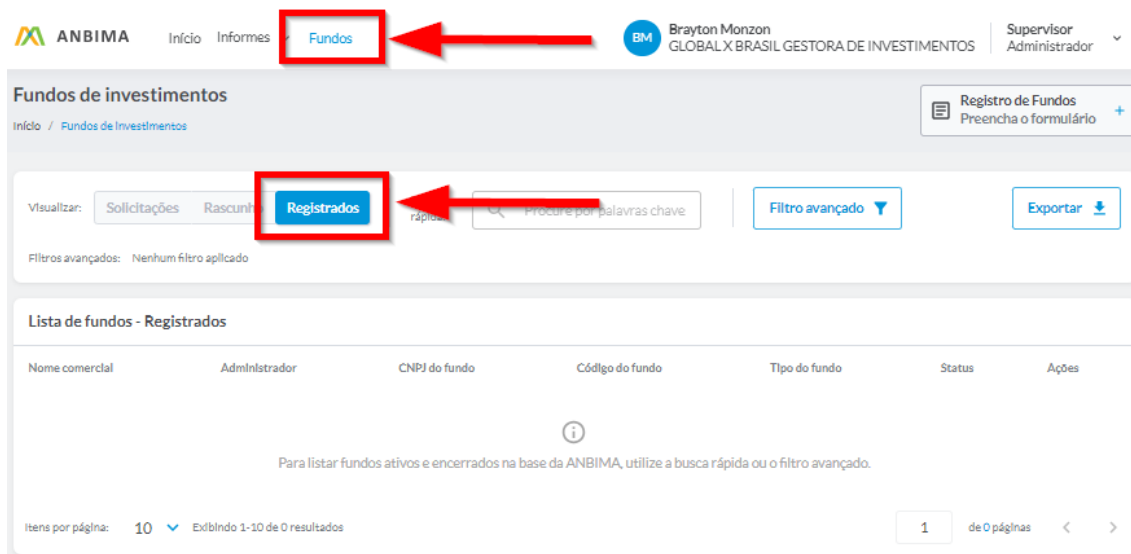 ANBIMA Início Informes Fundos BM Brayton Monzon Supervisor
GLOBAL X BRASIL GESTORA DE INVESTIMENTOS Administrador
Fundos de investimentos
Início / Fundos de Investimentos
Registro de Fundos
Preencha o formulário +
Visualizar: Solicitações Rascunho Registrados rápida Procure por palavras chave Filtro avançado Exportar
Filtros avançados: Nenhum filtro aplicado
Lista de fundos - Registrados
Nome comercial Administrador CNPJ do fundo Código do fundo Tipo do fundo Status Ações
Para listar fundos ativos e encerrados na base da ANBIMA, utilize a busca rápida ou o filtro avançado.
Itens por página: 10 Exibindo 1-10 de 0 resultados 1 de 0 páginas < >